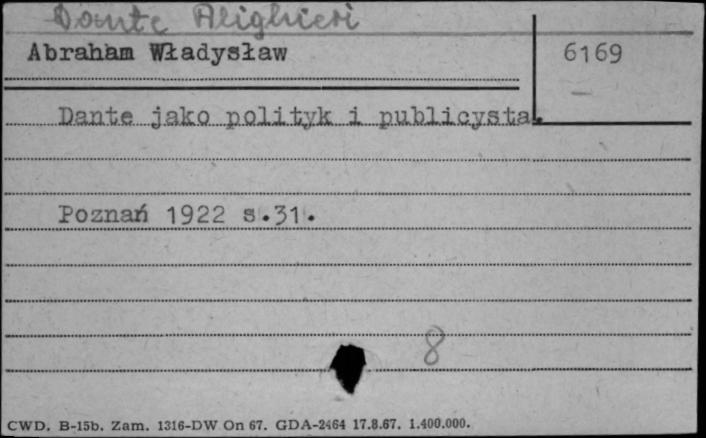 Dante Alighieri
Abraham Władysław
6169
Dante jako polityk i publicysta.
Poznań 1922 s.31.
8
CWD. B-15b. Zam. 1316-DW On 67. GDA-2464 17.8.67. 1.400.000.